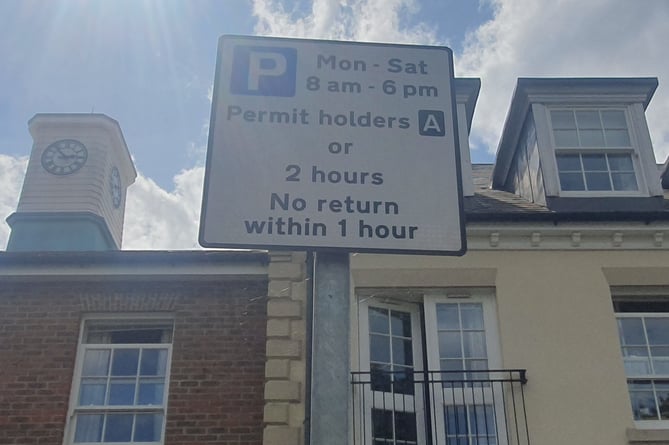 P Mon - Sat
8 am - 6 pm
Permit holders A
or
2 hours
No return
within 1 hour